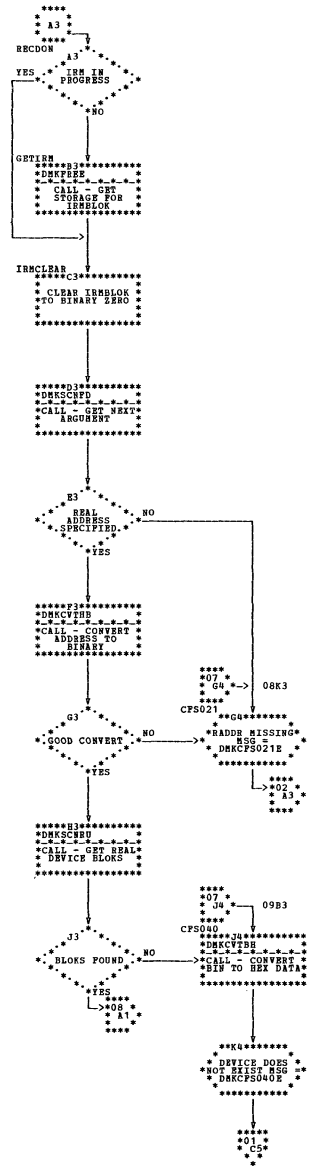 A3
RECDON
A3
YES
IRM IN
PROGRESS
NO
GETIRM
B3
DMKFREE
CALL - GET
STORAGE FOR
IRMBLOK
IRMCLEAR
C3
CLEAR IRMBLOK
TO BINARY ZERO
D3
DMKSCNFD
CALL - GET NEXT
ARGUMENT
E3
REAL
ADDRESS
SPECIFIED
NO
YES
F3
DMKCVTHB
CALL - CONVERT
ADDRESS TO
BINARY
07
G4
08K3
G3
CFS021
G4
GOOD CONVERT
NO
RADDR MISSING
MSG =
DMKCFS021E
YES
02
A3
H3
DMKSCNRU
CALL - GET REAL
DEVICE BLOKS
07
J4
09B3
J3
CFS040
J4
DMKCVTBH
BLOKS FOUND
NO
CALL - CONVERT
BIN TO HEX DATA
YES
08
A1
K4
DEVICE DOES
NOT EXIST MSG =
DMKCFS040E
01
C5